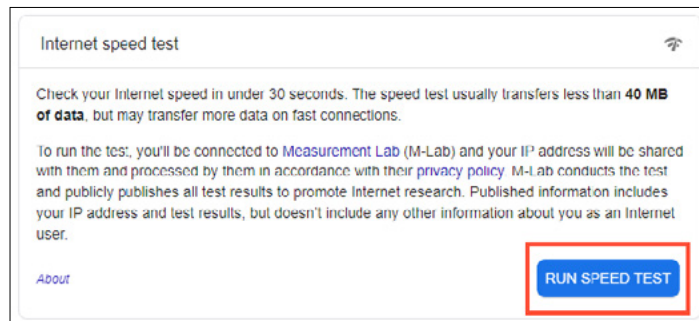 Internet speed test
Check your Internet speed in under 30 seconds. The speed test usually transfers less than 40 MB
of data, but may transfer more data on fast connections.
To run the test, you'll be connected to Measurement Lab (M-Lab) and your IP address will be shared
with them and processed by them in accordance with their privacy policy. M-Lab conducts the test
and publicly publishes all test results to promote Internet research. Published information includes
your IP address and test results, but doesn't include any other information about you as an Internet
user.
About
RUN SPEED TEST